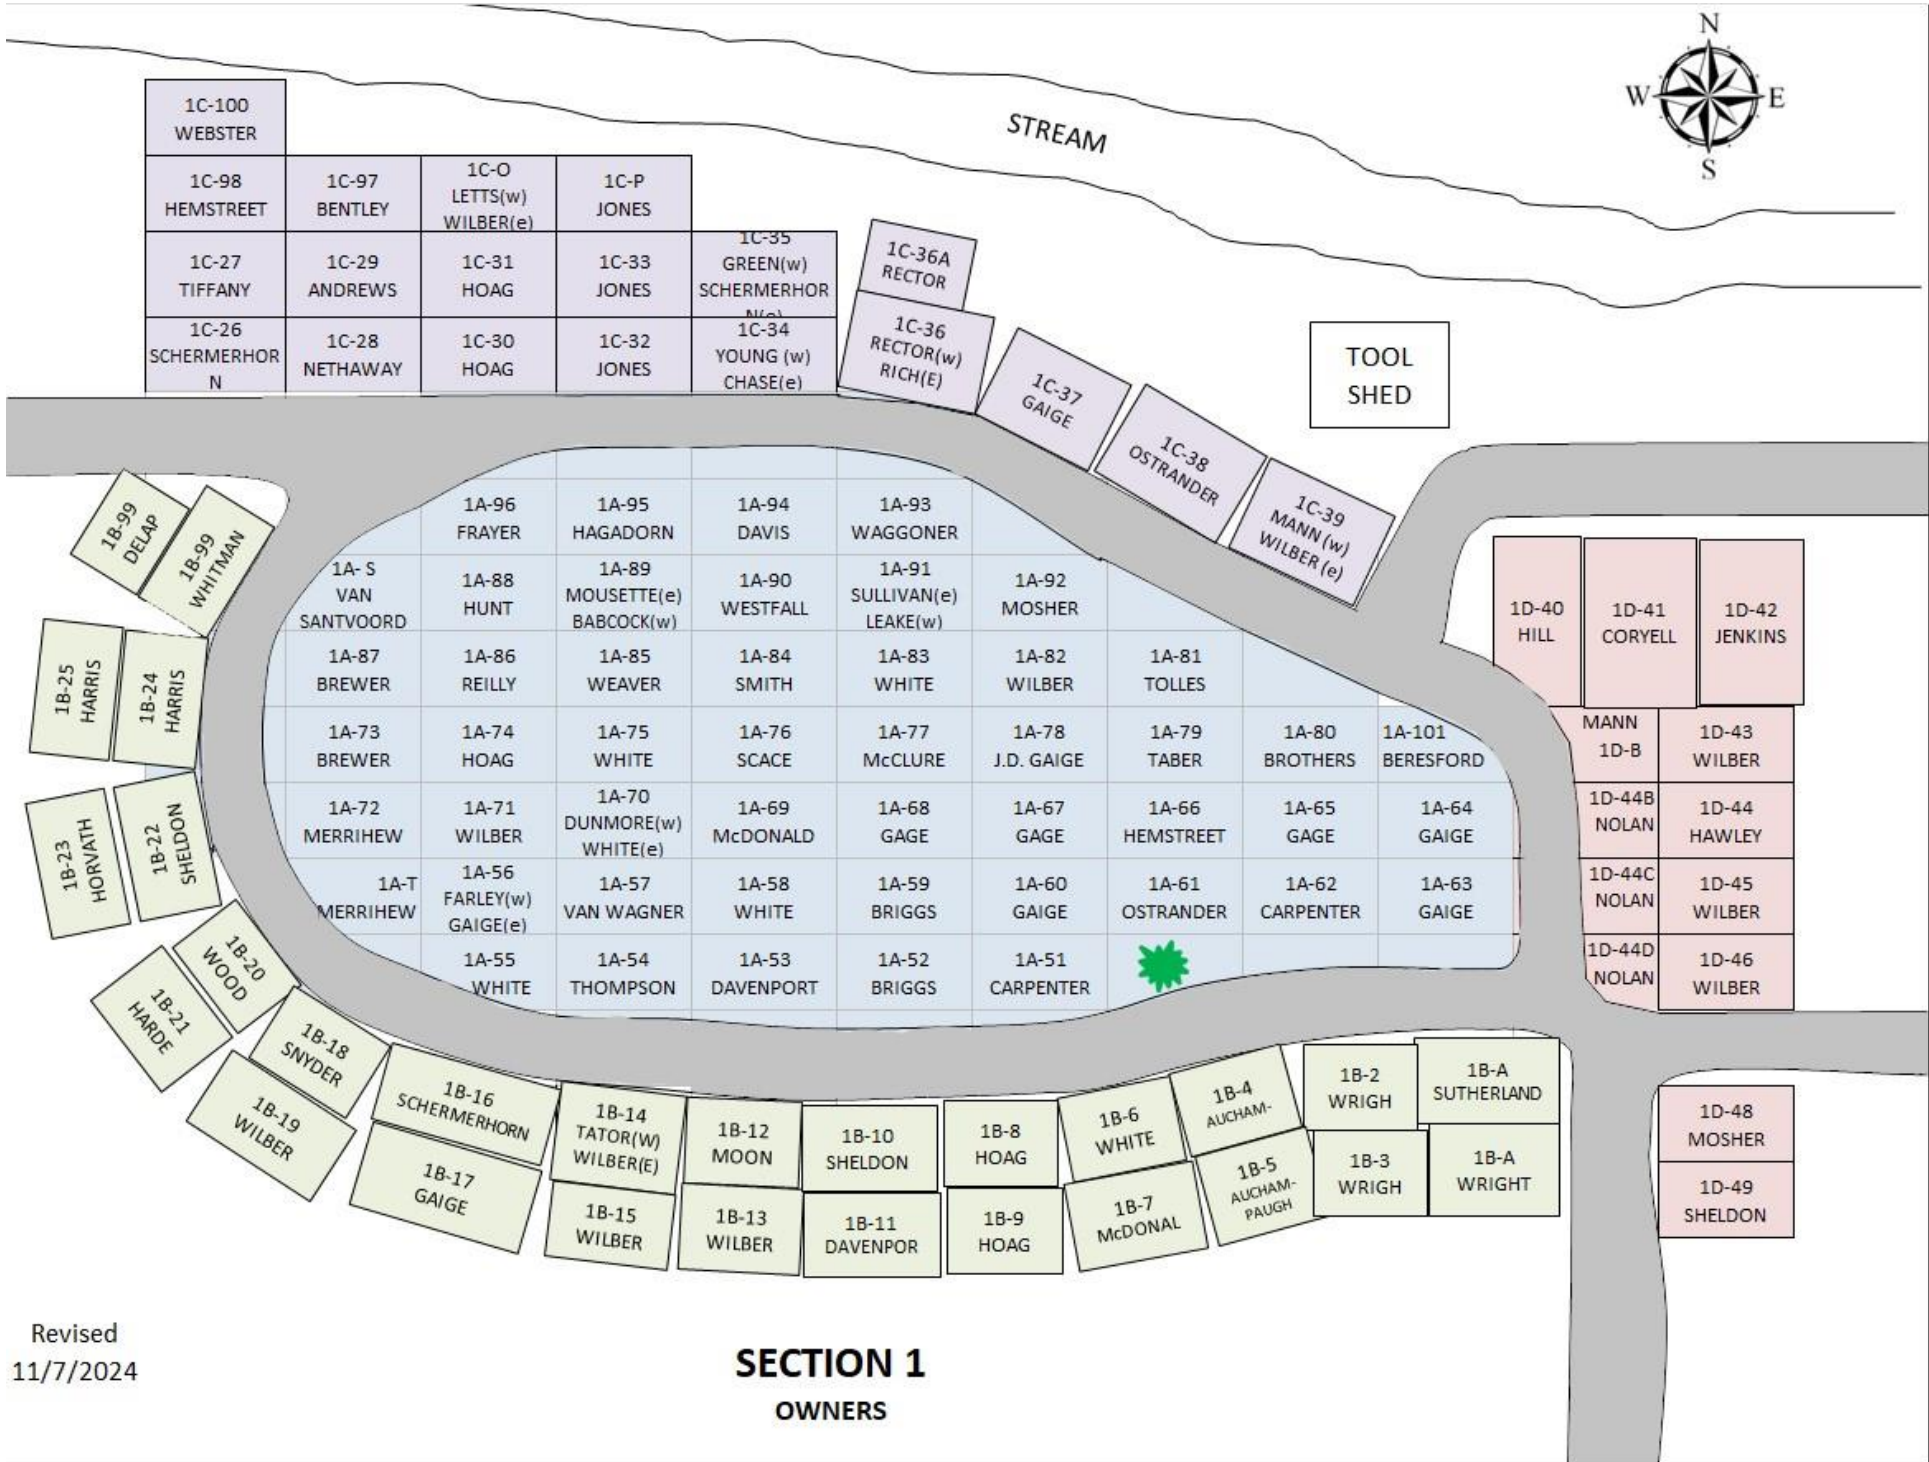 N
W E
S
STREAM
1C-100
WEBSTER
1C-98
HEMSTREET
1C-97
BENTLEY
1C-O
LETTS(w)
WILBER(e)
1C-P
JONES
1C-27
TIFFANY
1C-29
ANDREWS
1C-31
HOAG
1C-33
JONES
1C-35
GREEN(w)
SCHERMERHOR
N(e)
1C-26
SCHERMERHOR
N
1C-28
NETHAWAY
1C-30
HOAG
1C-32
JONES
1C-34
YOUNG (w)
CHASE(e)
1C-36A
RECTOR
1C-36
RECTOR(w)
RICH(E)
1C-37
GAIGE
1C-38
OSTRANDER
1C-39
MANN (w)
WILBER (e)
TOOL
SHED
1B-99
DELAP
1B-99
WHITMAN
1B-25
HARRIS
1B-24
HARRIS
1B-23
HORVATH
1B-22
SHELDON
1B-20
WOOD
1B-21
HARDE
1B-18
SNYDER
1B-19
WILBER
1A-96
FRAYER
1A-95
HAGADORN
1A-94
DAVIS
1A-93
WAGGONER
1A- S
VAN
SANTVOORD
1A-88
HUNT
1A-89
MOUSETTE(e)
BABCOCK(w)
1A-90
WESTFALL
1A-91
SULLIVAN(e)
LEAKE(w)
1A-92
MOSHER
1A-87
BREWER
1A-86
REILLY
1A-85
WEAVER
1A-84
SMITH
1A-83
WHITE
1A-82
WILBER
1A-81
TOLLES
1A-73
BREWER
1A-74
HOAG
1A-75
WHITE
1A-76
SCACE
1A-77
McCLURE
1A-78
J.D. GAIGE
1A-79
TABER
1A-80
BROTHERS
1A-101
BERESFORD
1A-72
MERRIHEW
1A-71
WILBER
1A-70
DUNMORE(w)
WHITE(e)
1A-69
McDONALD
1A-68
GAGE
1A-67
GAGE
1A-66
HEMSTREET
1A-65
GAGE
1A-64
GAIGE
1A-T
MERRIHEW
1A-56
FARLEY(w)
GAIGE(e)
1A-57
VAN WAGNER
1A-58
WHITE
1A-59
BRIGGS
1A-60
GAIGE
1A-61
OSTRANDER
1A-62
CARPENTER
1A-63
GAIGE
1A-55
WHITE
1A-54
THOMPSON
1A-53
DAVENPORT
1A-52
BRIGGS
1A-51
CARPENTER
1D-40
HILL
1D-41
CORYELL
1D-42
JENKINS
MANN
1D-B
1D-43
WILBER
1D-44B
NOLAN
1D-44
HAWLEY
1D-44C
NOLAN
1D-45
WILBER
1D-44D
NOLAN
1D-46
WILBER
1D-48
MOSHER
1D-49
SHELDON
1B-16
SCHERMERHORN
1B-17
GAIGE
1B-14
TATOR(W)
WILBER(E)
1B-15
WILBER
1B-12
MOON
1B-13
WILBER
1B-10
SHELDON
1B-11
DAVENPOR
1B-8
HOAG
1B-9
HOAG
1B-6
WHITE
1B-7
McDONAL
1B-4
AUCHAM-
1B-5
AUCHAM-
PAUGH
1B-2
WRIGH
1B-3
WRIGH
1B-A
SUTHERLAND
1B-A
WRIGHT
Revised
11/7/2024
SECTION 1
OWNERS